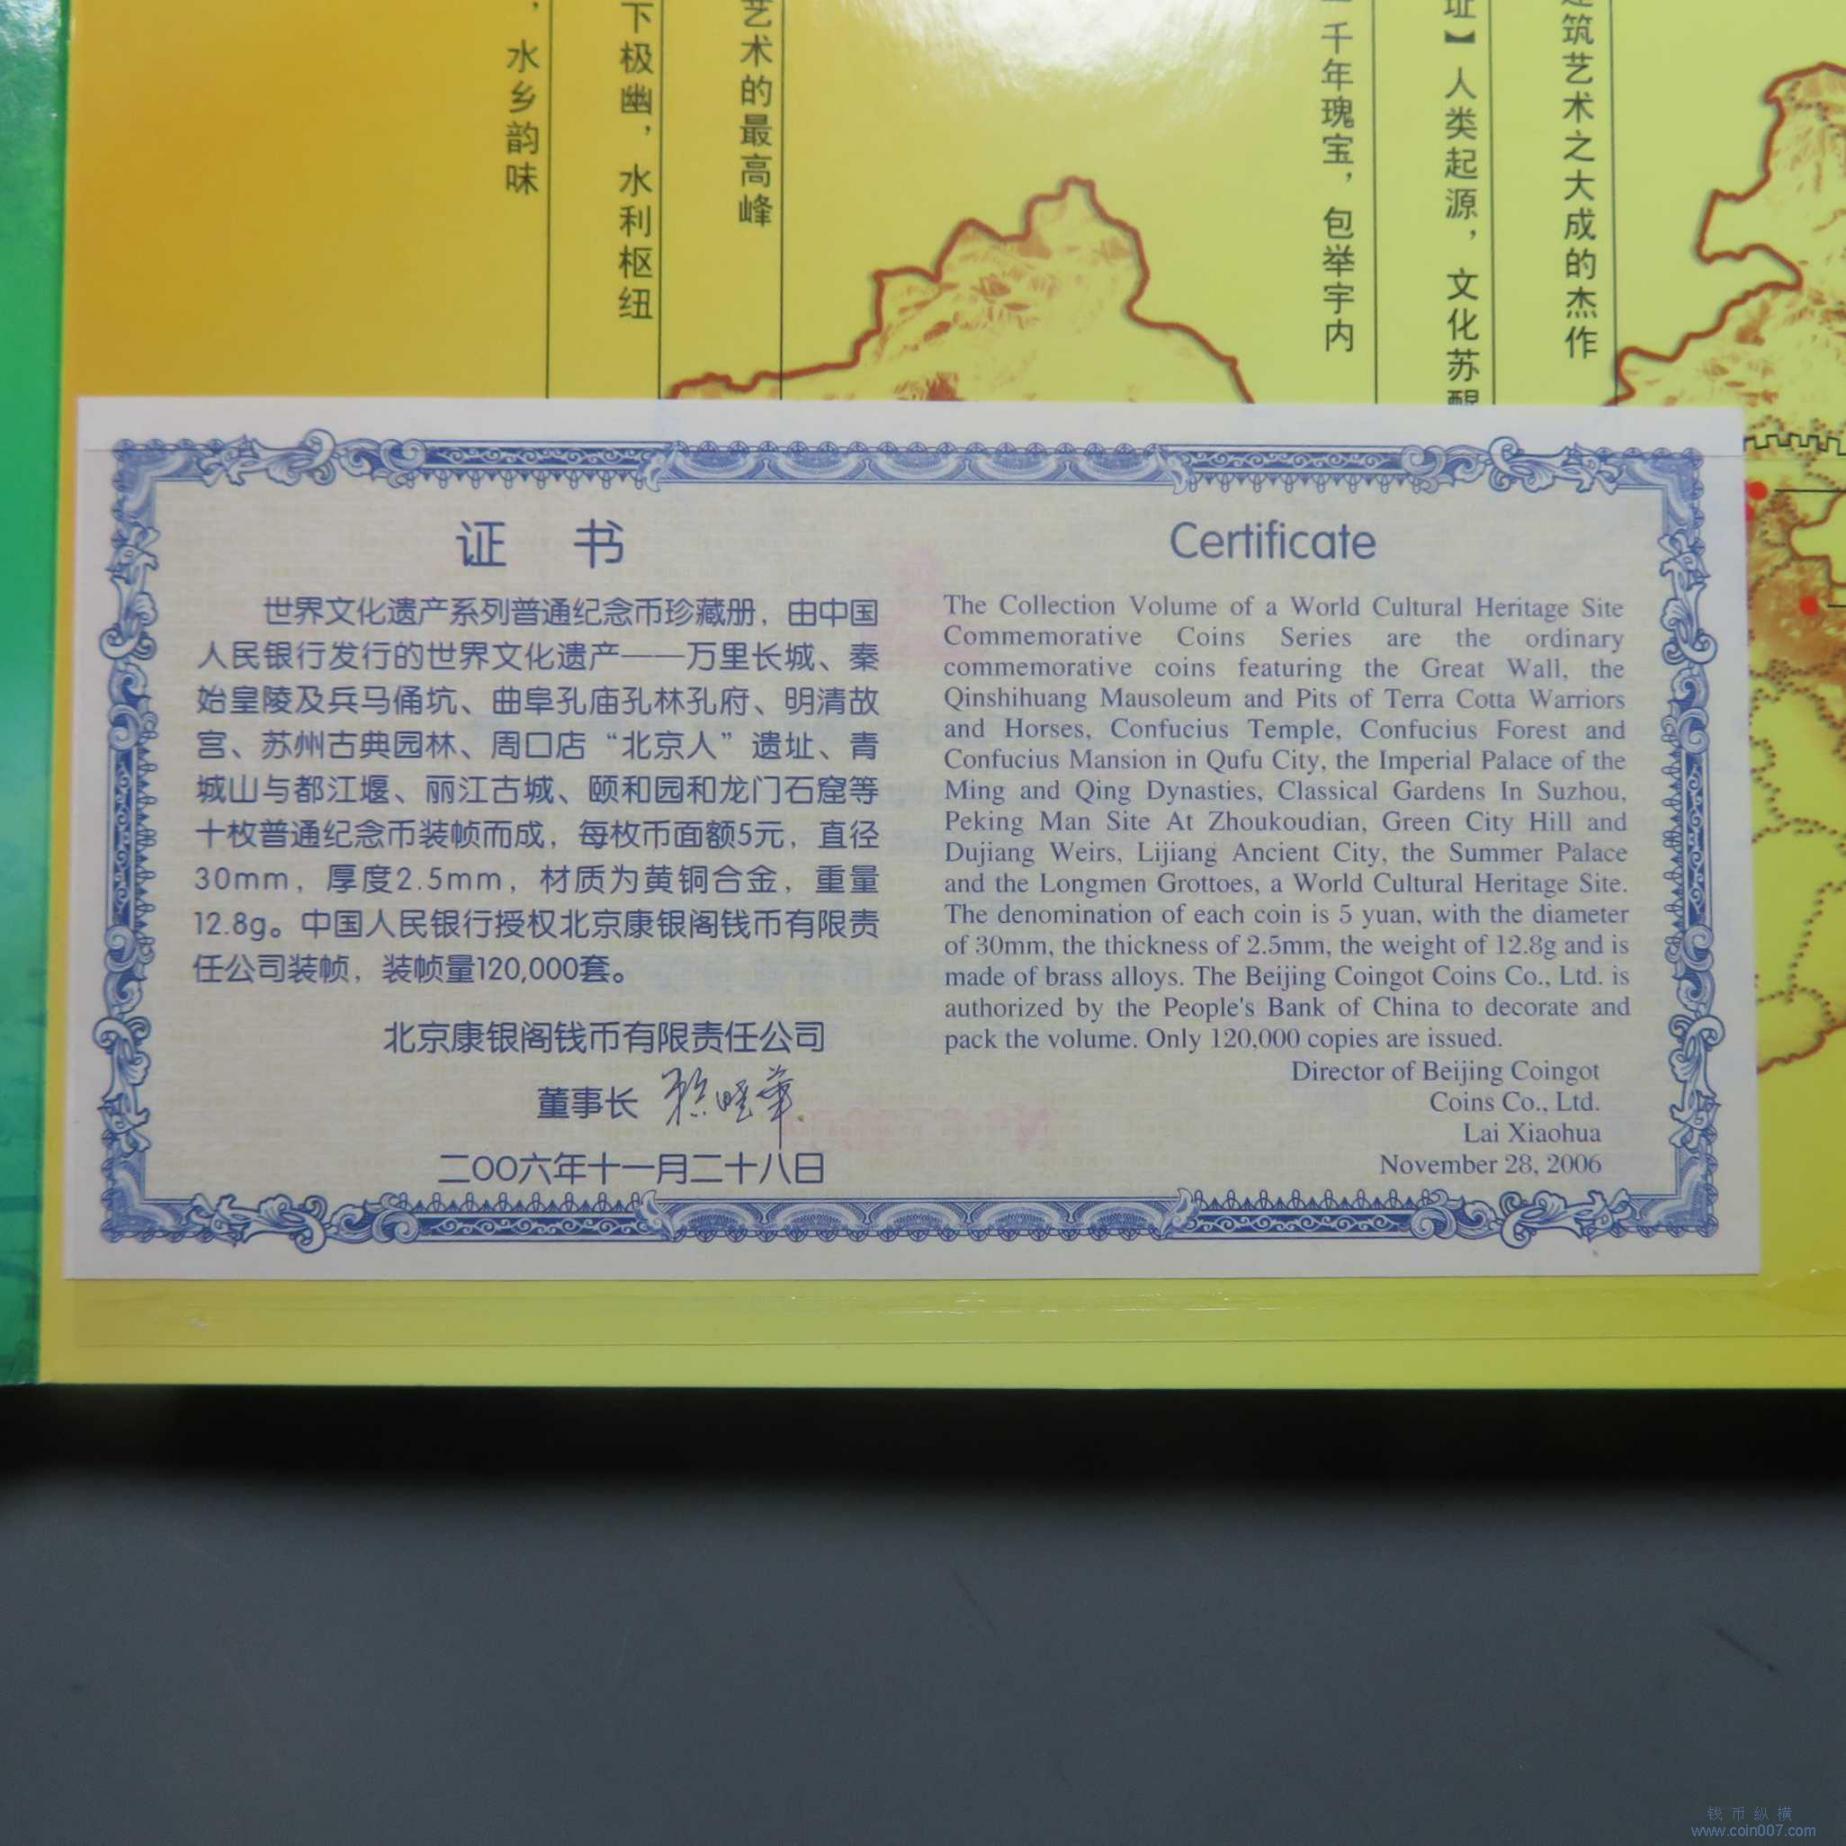 ，水乡韵味
下极幽，水利枢纽
艺术的最高峰
千年瑰宝，包举宇内
址】人类起源，文化苏醒
建筑艺术之大成的杰作
证 书
世界文化遗产系列普通纪念币珍藏册，由中国
人民银行发行的世界文化遗产——万里长城、秦
始皇陵及兵马俑坑、曲阜孔庙孔林孔府、明清故
宫、苏州古典园林、周口店“北京人”遗址、青
城山与都江堰、丽江古城、颐和园和龙门石窟等
十枚普通纪念币装帧而成，每枚币面额5元，直径
30mm，厚度2.5mm，材质为黄铜合金，重量
12.8g。中国人民银行授权北京康银阁钱币有限责
任公司装帧，装帧量120,000套。
北京康银阁钱币有限责任公司
董事长 赖晓华
二〇〇六年十一月二十八日
Certificate
The Collection Volume of a World Cultural Heritage Site
Commemorative Coins Series are the ordinary
commemorative coins featuring the Great Wall, the
Qinshihuang Mausoleum and Pits of Terra Cotta Warriors
and Horses, Confucius Temple, Confucius Forest and
Confucius Mansion in Qufu City, the Imperial Palace of the
Ming and Qing Dynasties, Classical Gardens In Suzhou,
Peking Man Site At Zhoukoudian, Green City Hill and
Dujiang Weirs, Lijiang Ancient City, the Summer Palace
and the Longmen Grottoes, a World Cultural Heritage Site.
The denomination of each coin is 5 yuan, with the diameter
of 30mm, the thickness of 2.5mm, the weight of 12.8g and is
made of brass alloys. The Beijing Coingot Coins Co., Ltd. is
authorized by the People's Bank of China to decorate and
pack the volume. Only 120,000 copies are issued.
Director of Beijing Coingot
Coins Co., Ltd.
Lai Xiaohua
November 28, 2006
钱币纵横
www.coin007.com